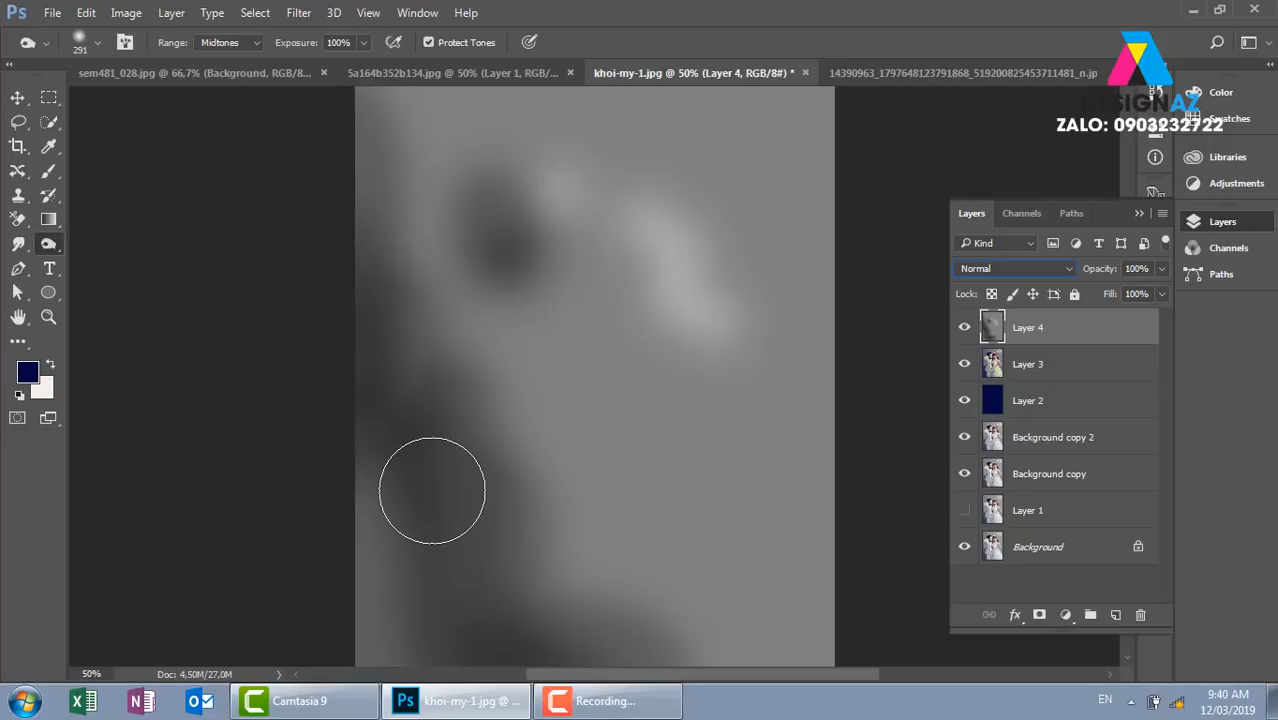 Ps File Edit Image Layer Type Select Filter 3D View Window Help
291 Range: Midtones Exposure: 100% Protect Tones
sem481_028.jpg @ 66,7% (Background, RGB/8... × 5a164b352b134.jpg @ 50% (Layer 1, RGB/... × khoi-my-1.jpg @ 50% (Layer 4, RGB/8#) * × 14390963_1797648123791868_519200825453711481_n.jp
DESIGNAZ
ZALO: 0903232722
Color
Swatches
Libraries
Adjustments
Layers
Channels
Paths
Layers Channels Paths
Kind
Normal Opacity: 100%
Lock: Fill: 100%
Layer 4
Layer 3
Layer 2
Background copy 2
Background copy
Layer 1
Background
fx
50% Doc: 4,50M/27,0M
Camtasia 9
Ps khoi-my-1.jpg @ ...
Recording...
EN
9:40 AM
12/03/2019